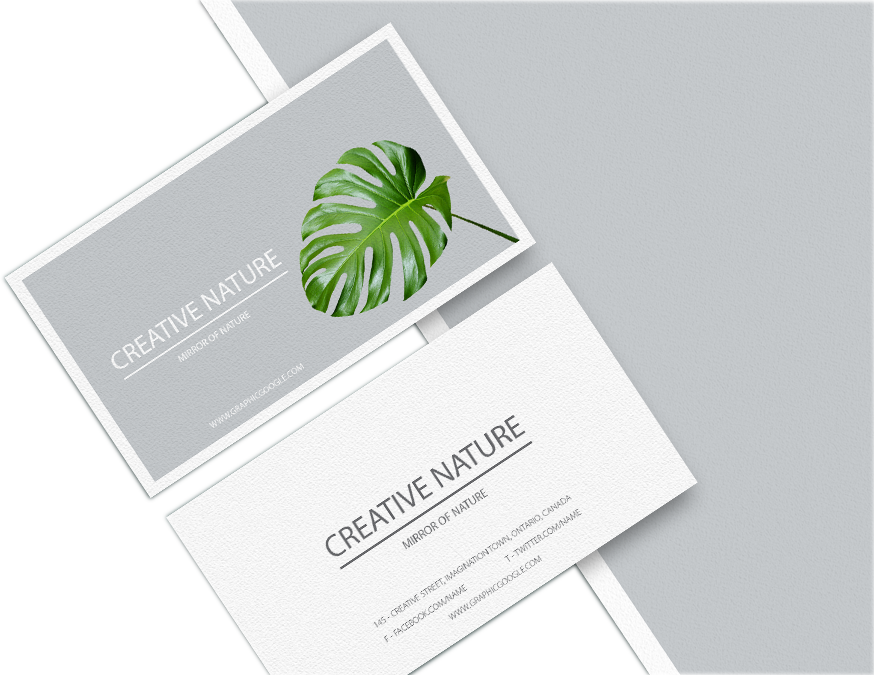 CREATIVE NATURE
MIRROR OF NATURE
WWW.GRAPHICGOOGLE.COM
CREATIVE NATURE
MIRROR OF NATURE
145 - CREATIVE STREET, IMAGINATION TOWN, ONTARIO, CANADA
F - FACEBOOK.COM/NAME T - TWITTER.COM/NAME
WWW.GRAPHICGOOGLE.COM